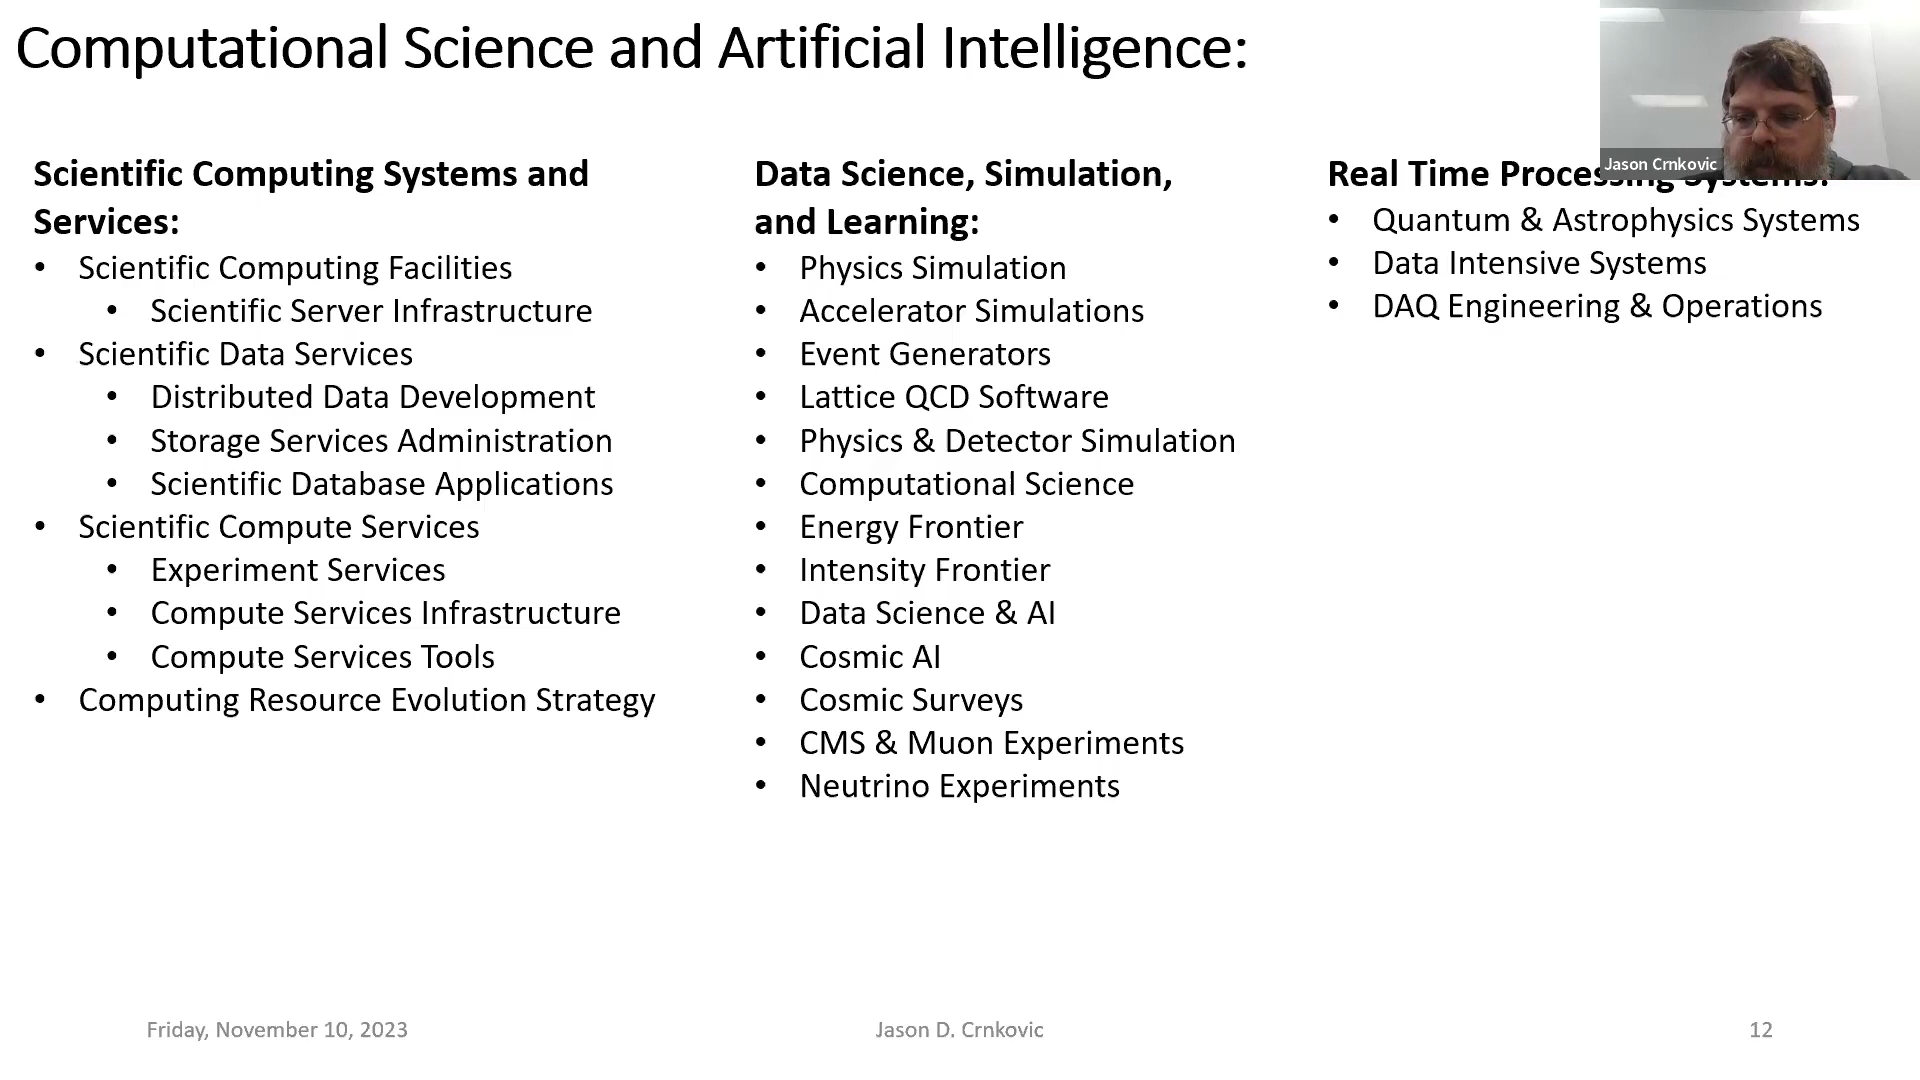 Computational Science and Artificial Intelligence:
Jason Crnkovic
Scientific Computing Systems and
Services:
• Scientific Computing Facilities
• Scientific Server Infrastructure
• Scientific Data Services
• Distributed Data Development
• Storage Services Administration
• Scientific Database Applications
• Scientific Compute Services
• Experiment Services
• Compute Services Infrastructure
• Compute Services Tools
• Computing Resource Evolution Strategy
Data Science, Simulation,
and Learning:
• Physics Simulation
• Accelerator Simulations
• Event Generators
• Lattice QCD Software
• Physics & Detector Simulation
• Computational Science
• Energy Frontier
• Intensity Frontier
• Data Science & AI
• Cosmic AI
• Cosmic Surveys
• CMS & Muon Experiments
• Neutrino Experiments
Real Time Processing Systems:
• Quantum & Astrophysics Systems
• Data Intensive Systems
• DAQ Engineering & Operations
Friday, November 10, 2023
Jason D. Crnkovic
12